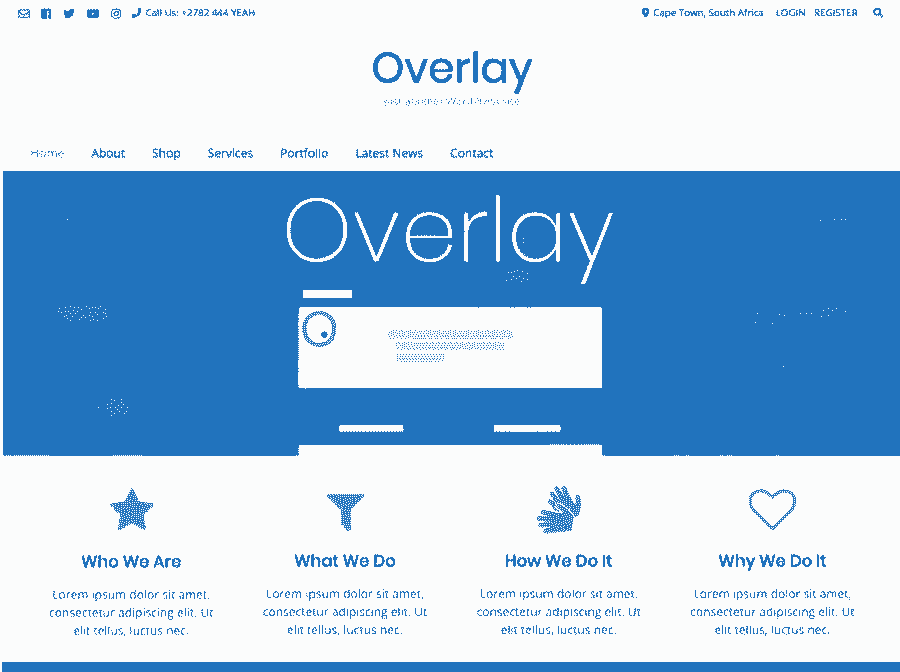 Call Us: +2782 444 YEAH
Cape Town, South Africa LOGIN REGISTER
Overlay
Home About Shop Services Portfolio Latest News Contact
Overlay
Who We Are
Lorem ipsum dolor sit amet,
consectetur adipiscing elit. Ut
elit tellus, luctus nec.
What We Do
Lorem ipsum dolor sit amet,
consectetur adipiscing elit. Ut
elit tellus, luctus nec.
How We Do It
Lorem ipsum dolor sit amet,
consectetur adipiscing elit. Ut
elit tellus, luctus nec.
Why We Do It
Lorem ipsum dolor sit amet,
consectetur adipiscing elit. Ut
elit tellus, luctus nec.